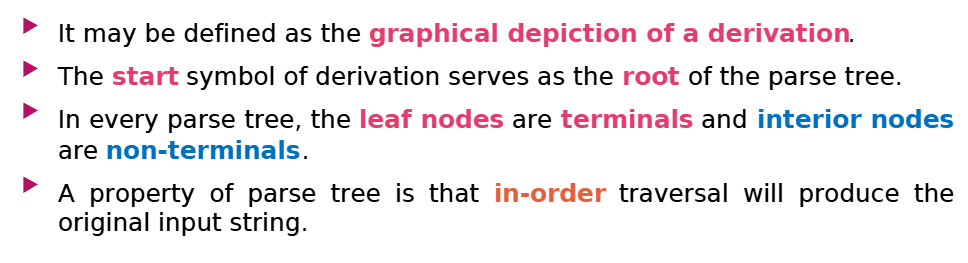 It may be defined as the graphical depiction of a derivation.
The start symbol of derivation serves as the root of the parse tree.
In every parse tree, the leaf nodes are terminals and interior nodes
are non-terminals.
A property of parse tree is that in-order traversal will produce the
original input string.